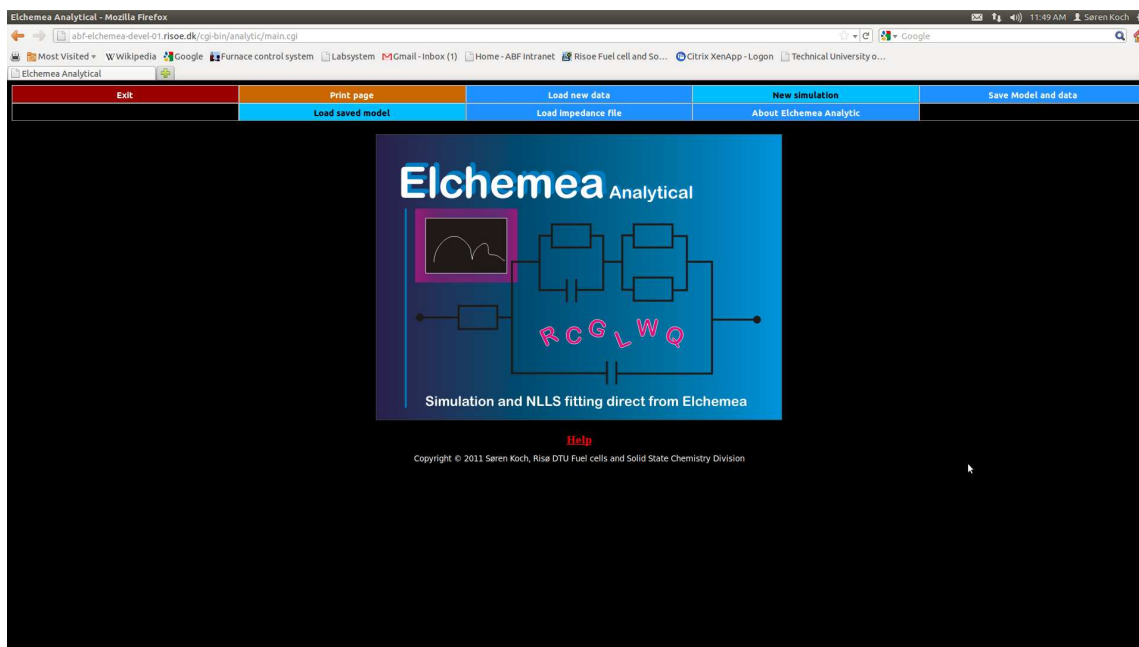 Elchemea Analytical - Mozilla Firefox
11:49 AM Søren Koch
abf-elchemea-devel-01.risoe.dk/cgi-bin/analytic/main.cgi
Google
Most Visited Wikipedia Google Furnace control system Labsystem Gmail - Inbox (1) Home - ABF Intranet Risoe Fuel cell and So... Citrix XenApp - Logon Technical University o...
Elchemea Analytical
Exit Print page Load new data New simulation Save Model and data
Load saved model Load impedance file About Elchemea Analytic
Elchemea Analytical
R C G L W Q
Simulation and NLLS fitting direct from Elchemea
Help
Copyright © 2011 Søren Koch, Risø DTU Fuel cells and Solid State Chemistry Division